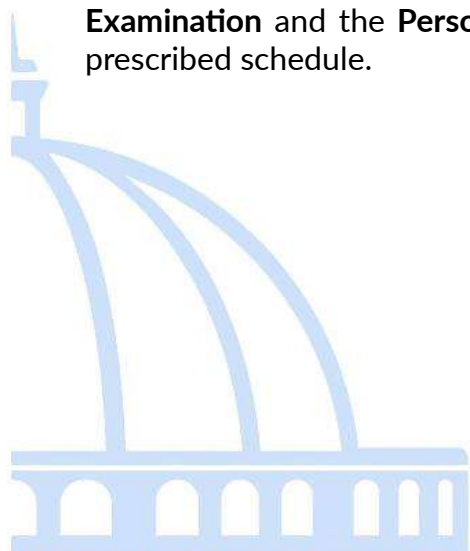 Examination and the Perso
prescribed schedule.